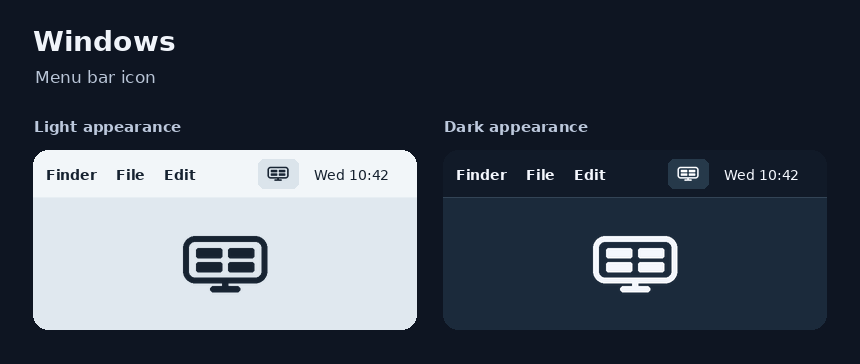 Windows
Menu bar icon
Light appearance
Finder File Edit Wed 10:42
Dark appearance
Finder File Edit Wed 10:42